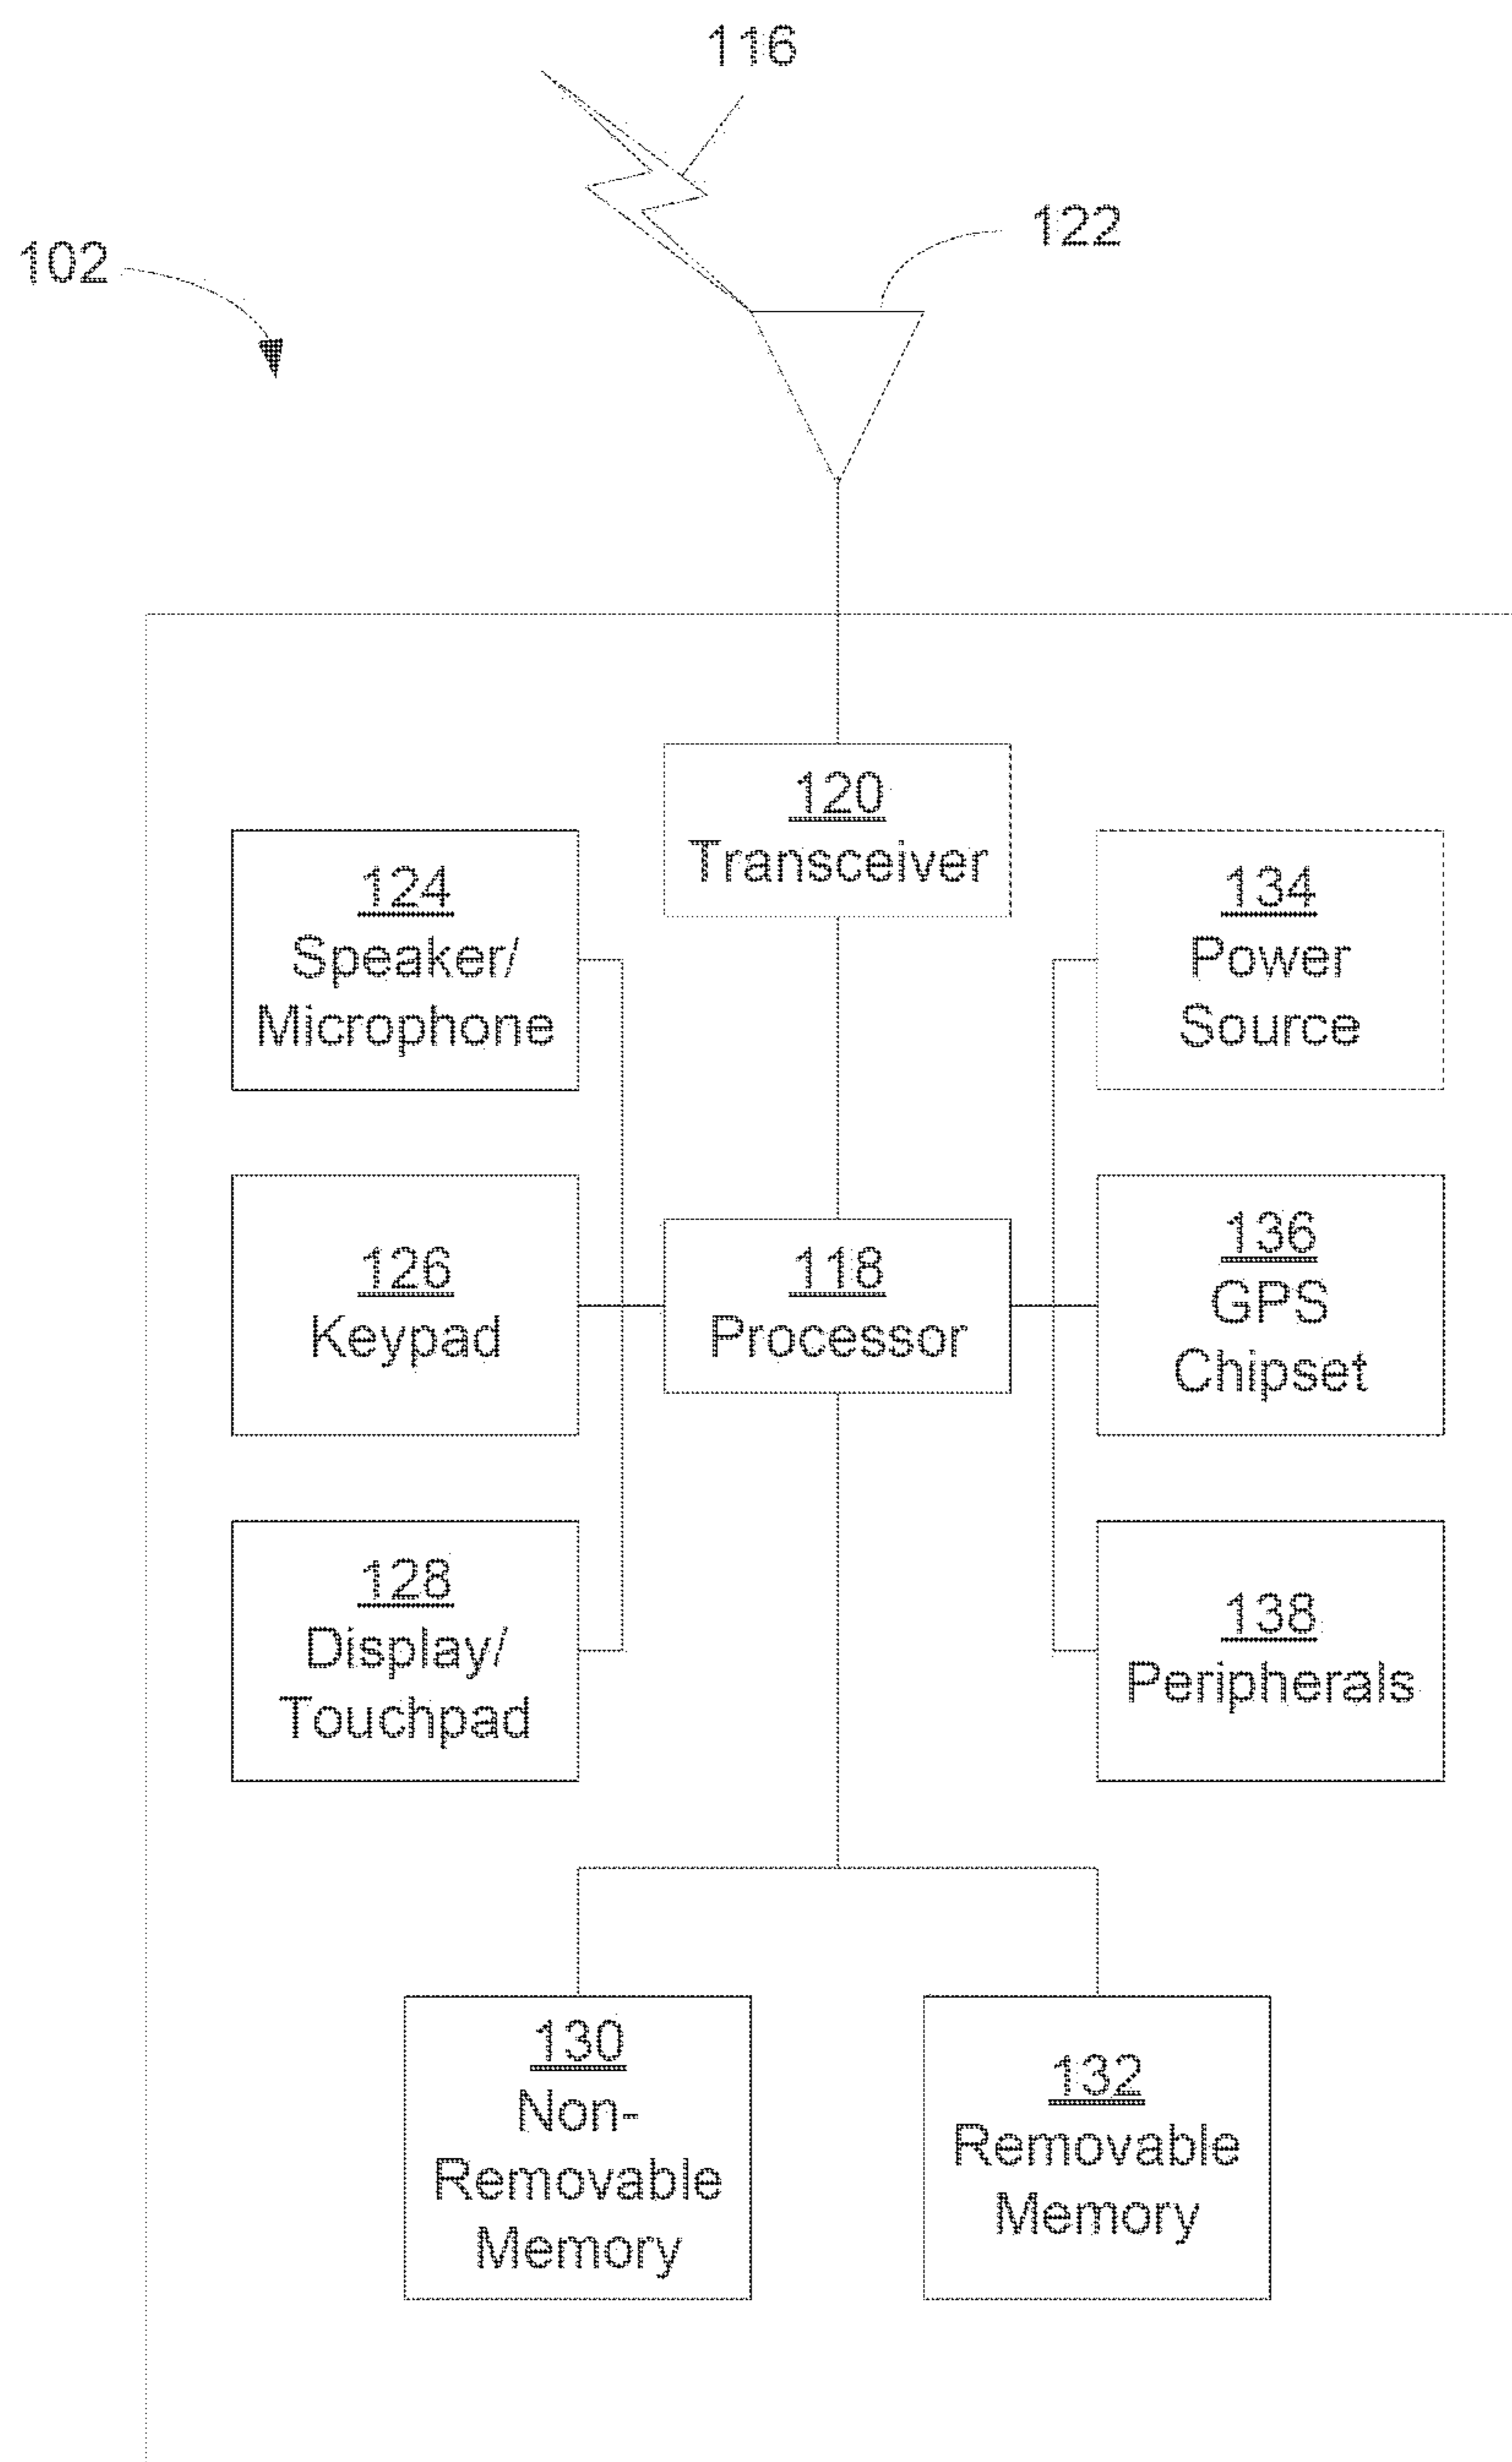 116
122
102
120
Transceiver
124
Speaker/
Microphone
134
Power
Source
126
Keypad
118
Processor
136
GPS
Chipset
128
Display/
Touchpad
138
Peripherals
130
Non-
Removable
Memory
132
Removable
Memory